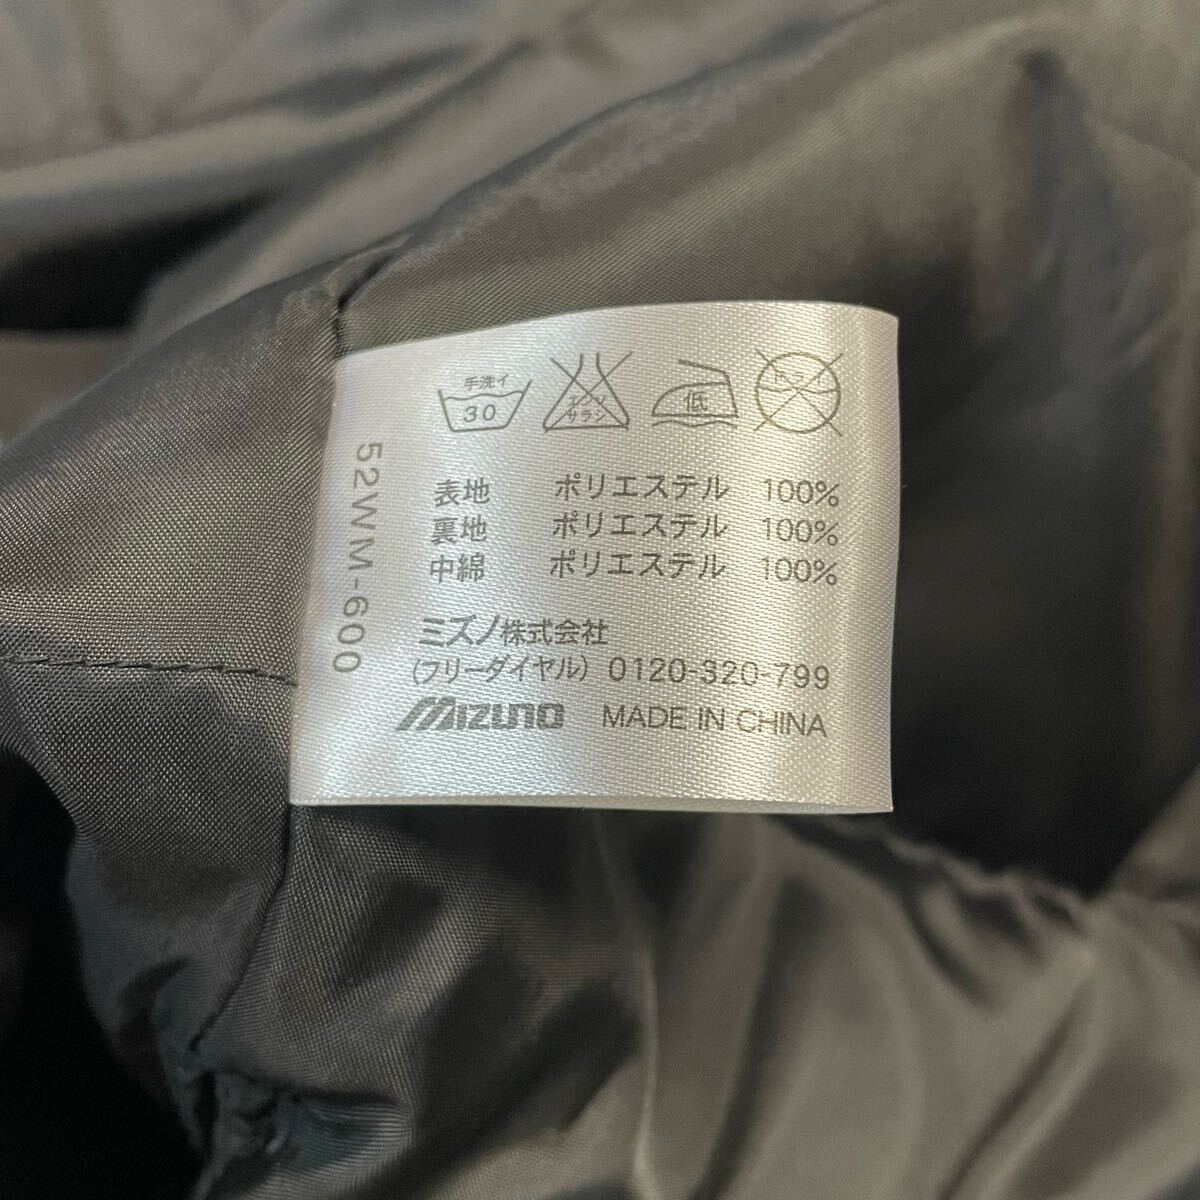 手洗イ
30
エンソ
サラシ
低
表地 ポリエステル 100%
裏地 ポリエステル 100%
中綿 ポリエステル 100%
ミズノ株式会社
(フリーダイヤル) 0120-320-799
MIZUNO MADE IN CHINA
52WM-600